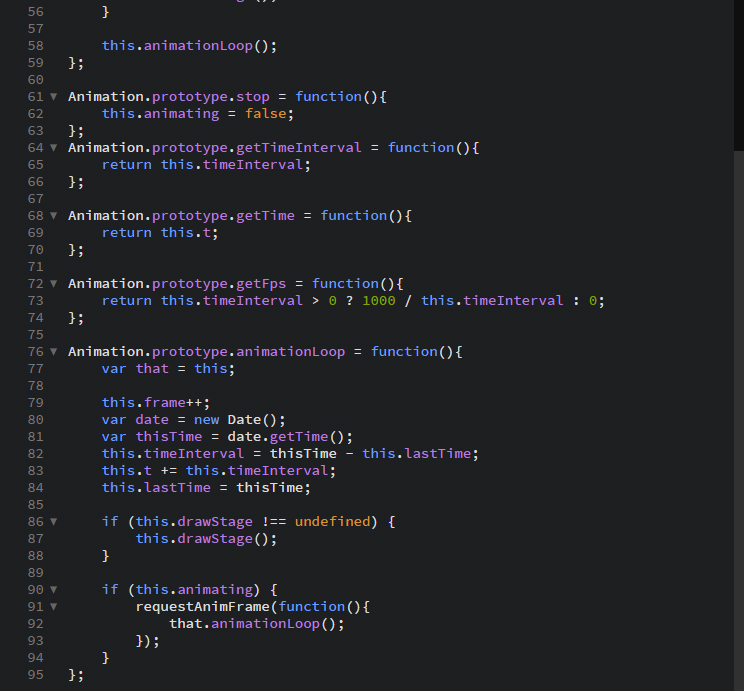 56 }
57
58 this.animationLoop();
59 };
60
61 Animation.prototype.stop = function(){
62 this.animating = false;
63 };
64 Animation.prototype.getTimeInterval = function(){
65 return this.timeInterval;
66 };
67
68 Animation.prototype.getTime = function(){
69 return this.t;
70 };
71
72 Animation.prototype.getFps = function(){
73 return this.timeInterval > 0 ? 1000 / this.timeInterval : 0;
74 };
75
76 Animation.prototype.animationLoop = function(){
77 var that = this;
78
79 this.frame++;
80 var date = new Date();
81 var thisTime = date.getTime();
82 this.timeInterval = thisTime - this.lastTime;
83 this.t += this.timeInterval;
84 this.lastTime = thisTime;
85
86 if (this.drawStage !== undefined) {
87 this.drawStage();
88 }
89
90 if (this.animating) {
91 requestAnimFrame(function(){
92 that.animationLoop();
93 });
94 }
95 };